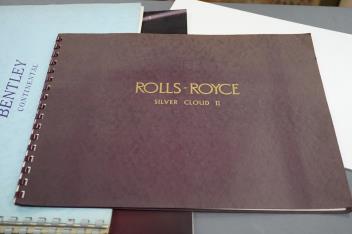 BENTLEY
CONTINENTAL
ROLLS-ROYCE
SILVER CLOUD II